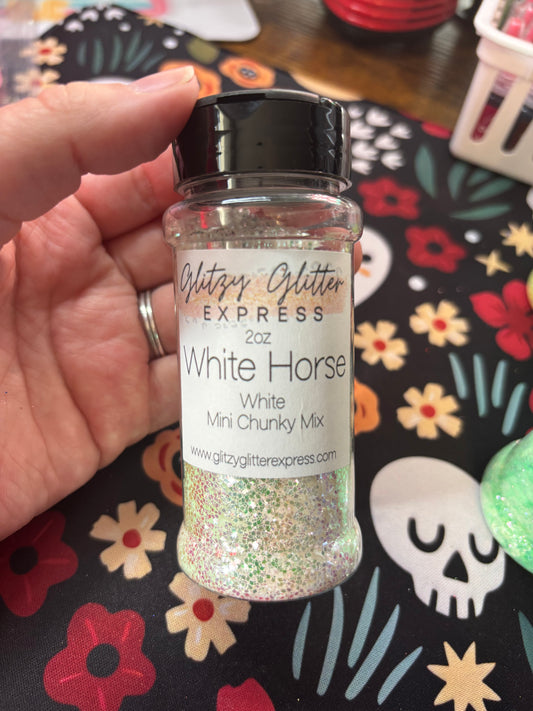 Glitzy Glitter
EXPRESS
2oz
White Horse
White
Mini Chunky Mix
www.glitzyglitterexpress.com